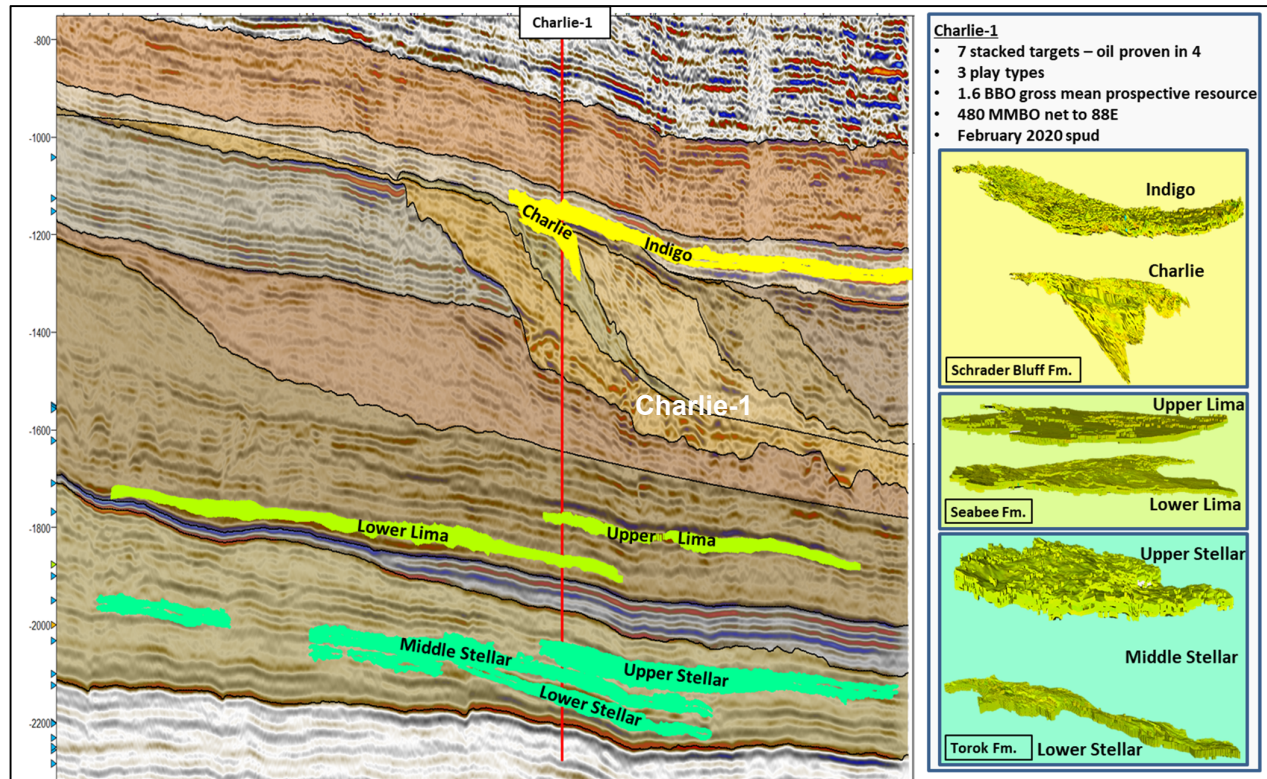 Charlie-1
-800
-1000
-1200
-1400
-1600
-1800
-2000
-2200
Charlie
Indigo
Charlie-1
Lower Lima
Upper Lima
Middle Stellar
Upper Stellar
Lower Stellar
Charlie-1
• 7 stacked targets – oil proven in 4
• 3 play types
• 1.6 BBO gross mean prospective resource
• 480 MMBO net to 88E
• February 2020 spud
Indigo
Charlie
Schrader Bluff Fm.
Upper Lima
Lower Lima
Seabee Fm.
Upper Stellar
Middle Stellar
Lower Stellar
Torok Fm.